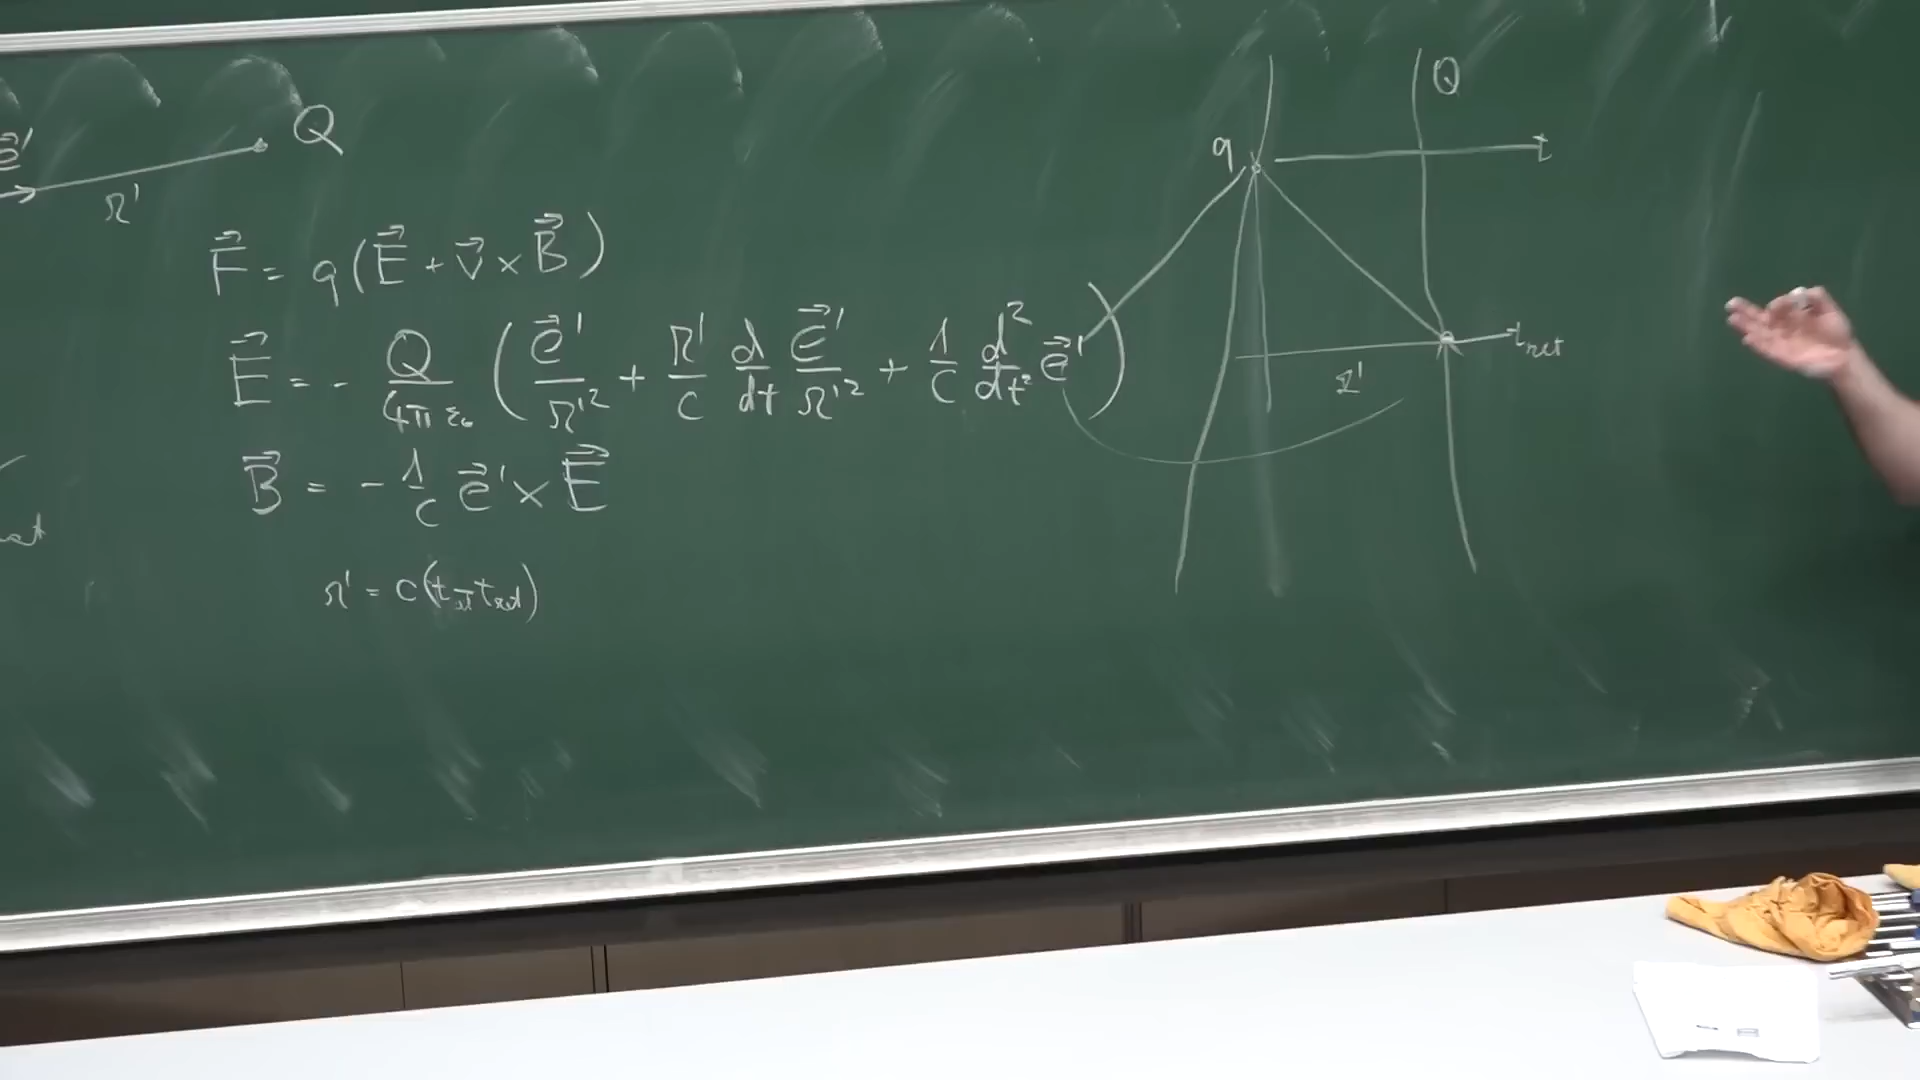 e⃗' Q
r'
F⃗ = q(E⃗ + v⃗ × B⃗)
E⃗ = - Q/(4π ε₀) ( e⃗'/r'² + r'/c d/dt e⃗'/r'² + 1/c d²/dt² e⃗' )
B⃗ = - 1/c e⃗' × E⃗
r' = c(t - t_ret)
Q
q t
t_ret
r'